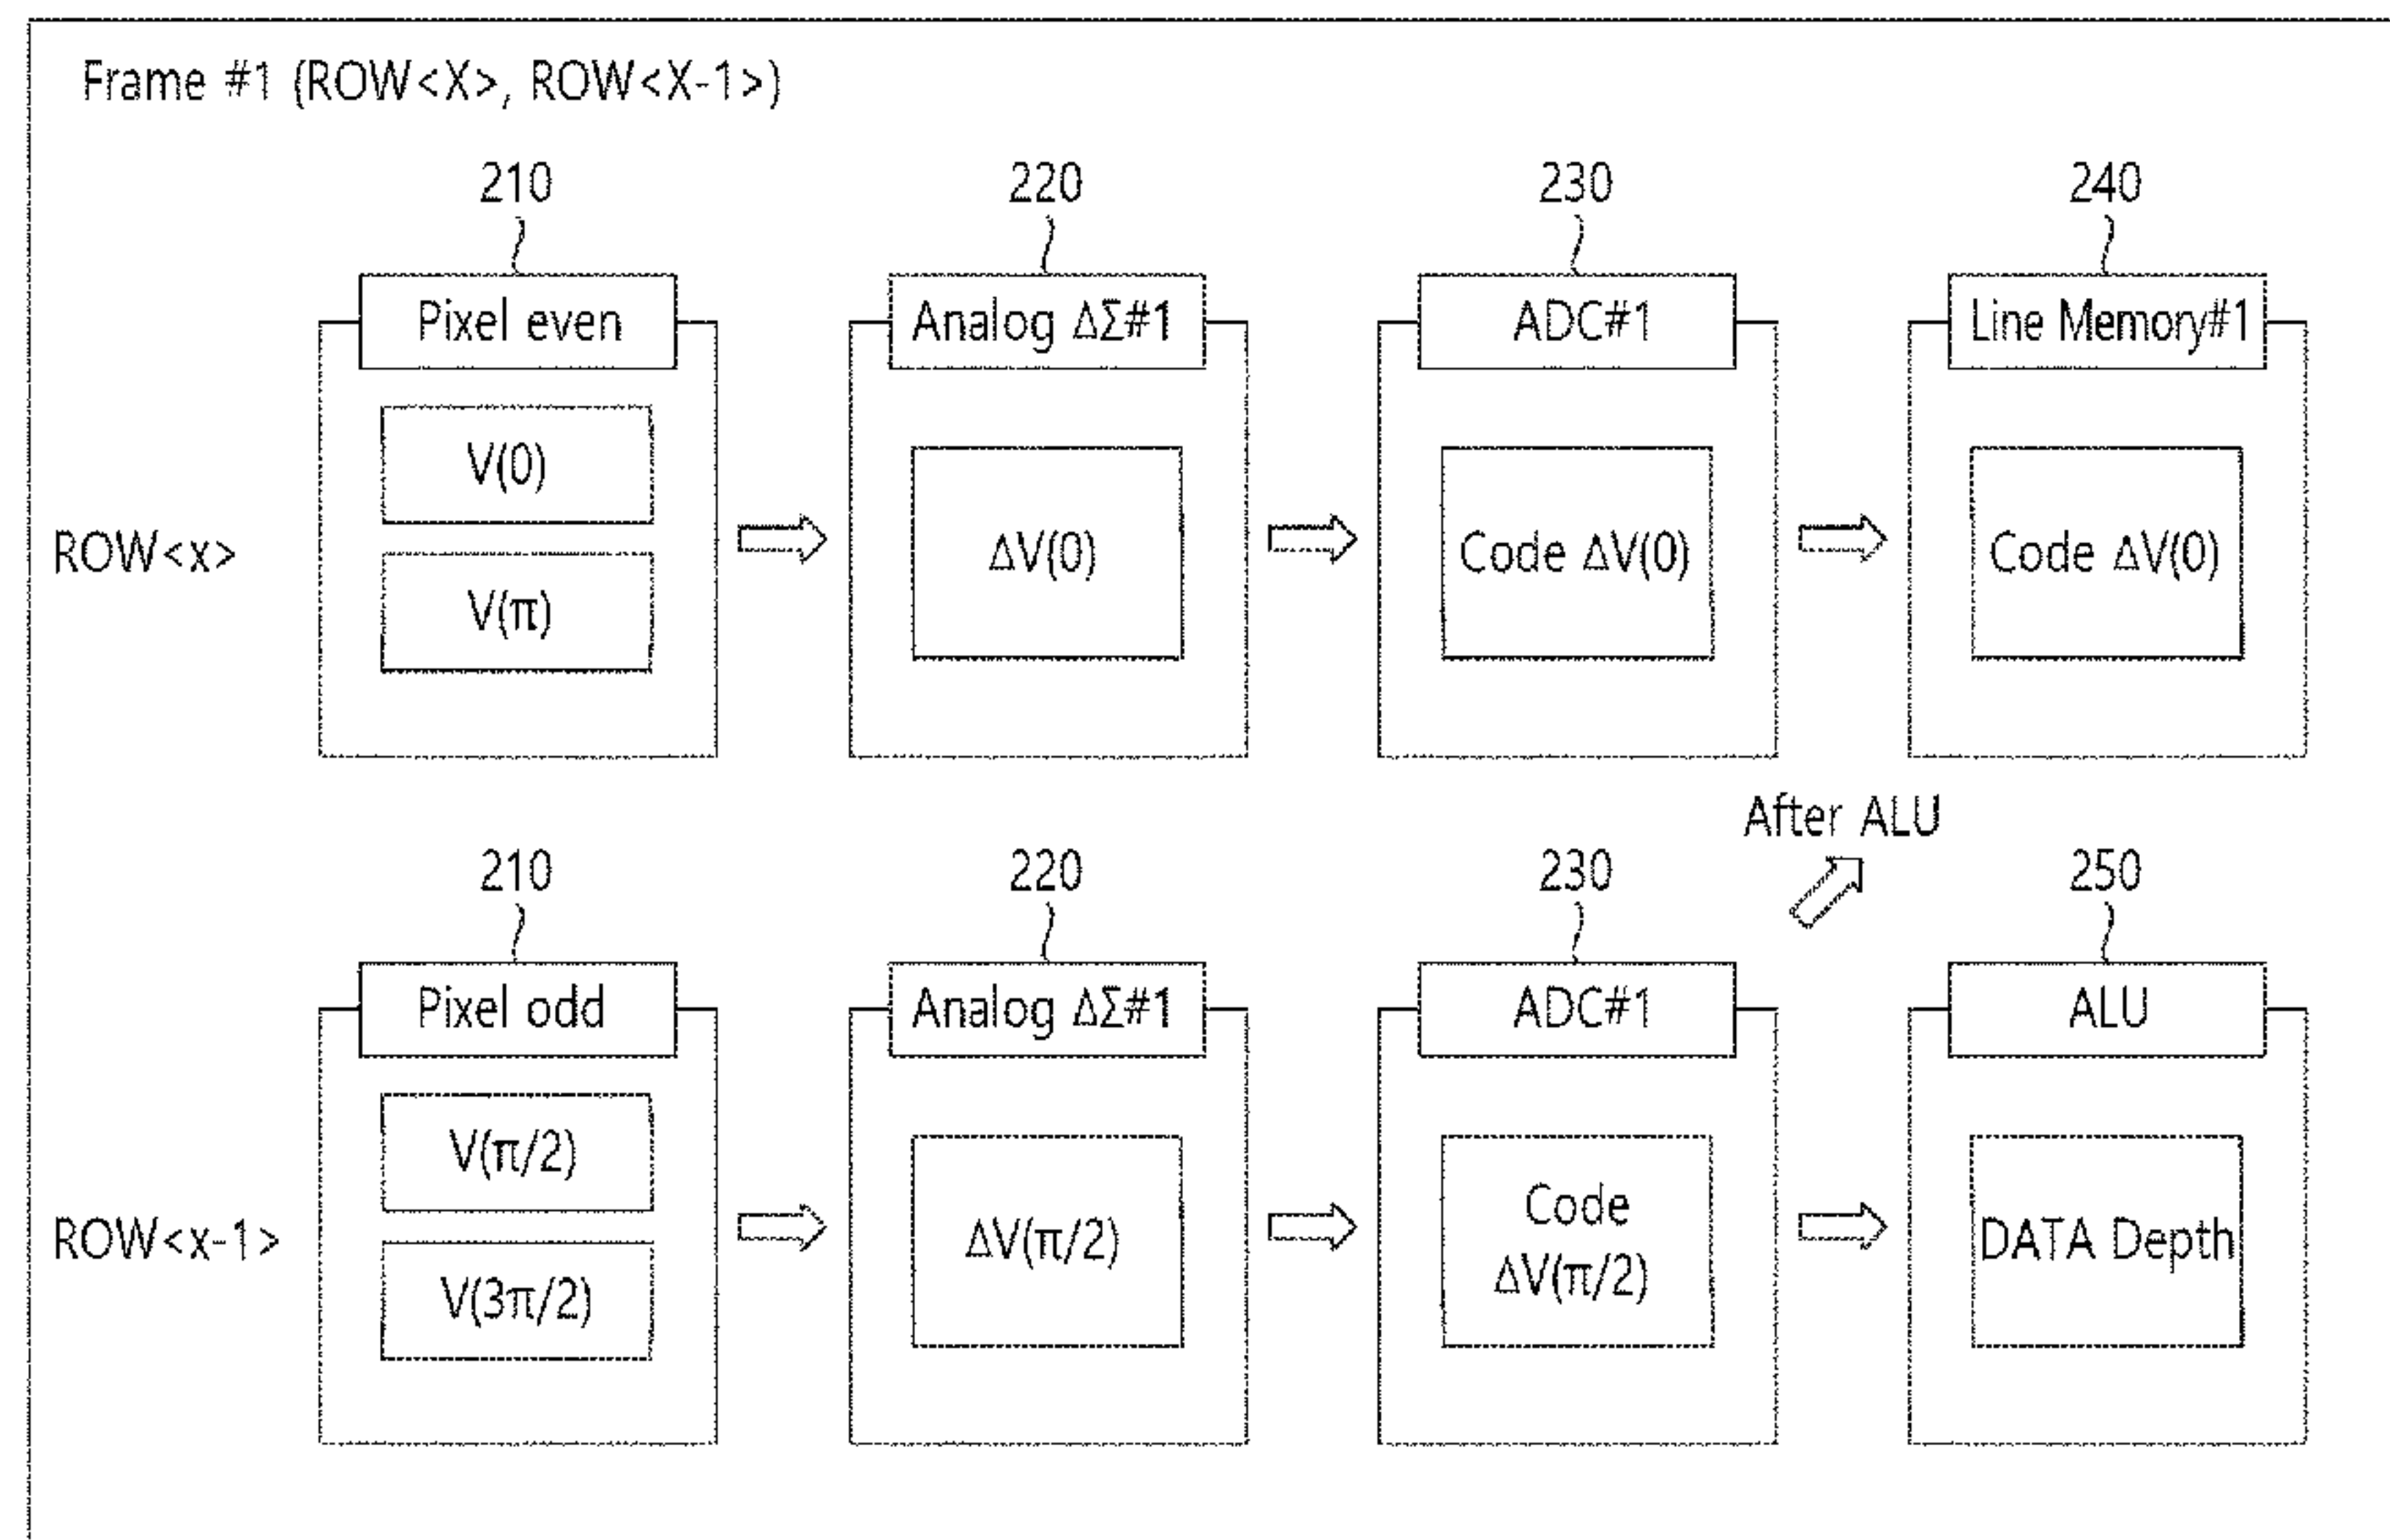 Frame #1 (ROW<X>, ROW<X-1>)
210 220 230 240
Pixel even Analog ΔΣ#1 ADC#1 Line Memory#1
V(0)
ROW<x> V(π) ΔV(0) Code ΔV(0) Code ΔV(0)
After ALU
210 220 230 250
Pixel odd Analog ΔΣ#1 ADC#1 ALU
V(π/2)
ROW<x-1> V(3π/2) ΔV(π/2) Code
ΔV(π/2) DATA Depth